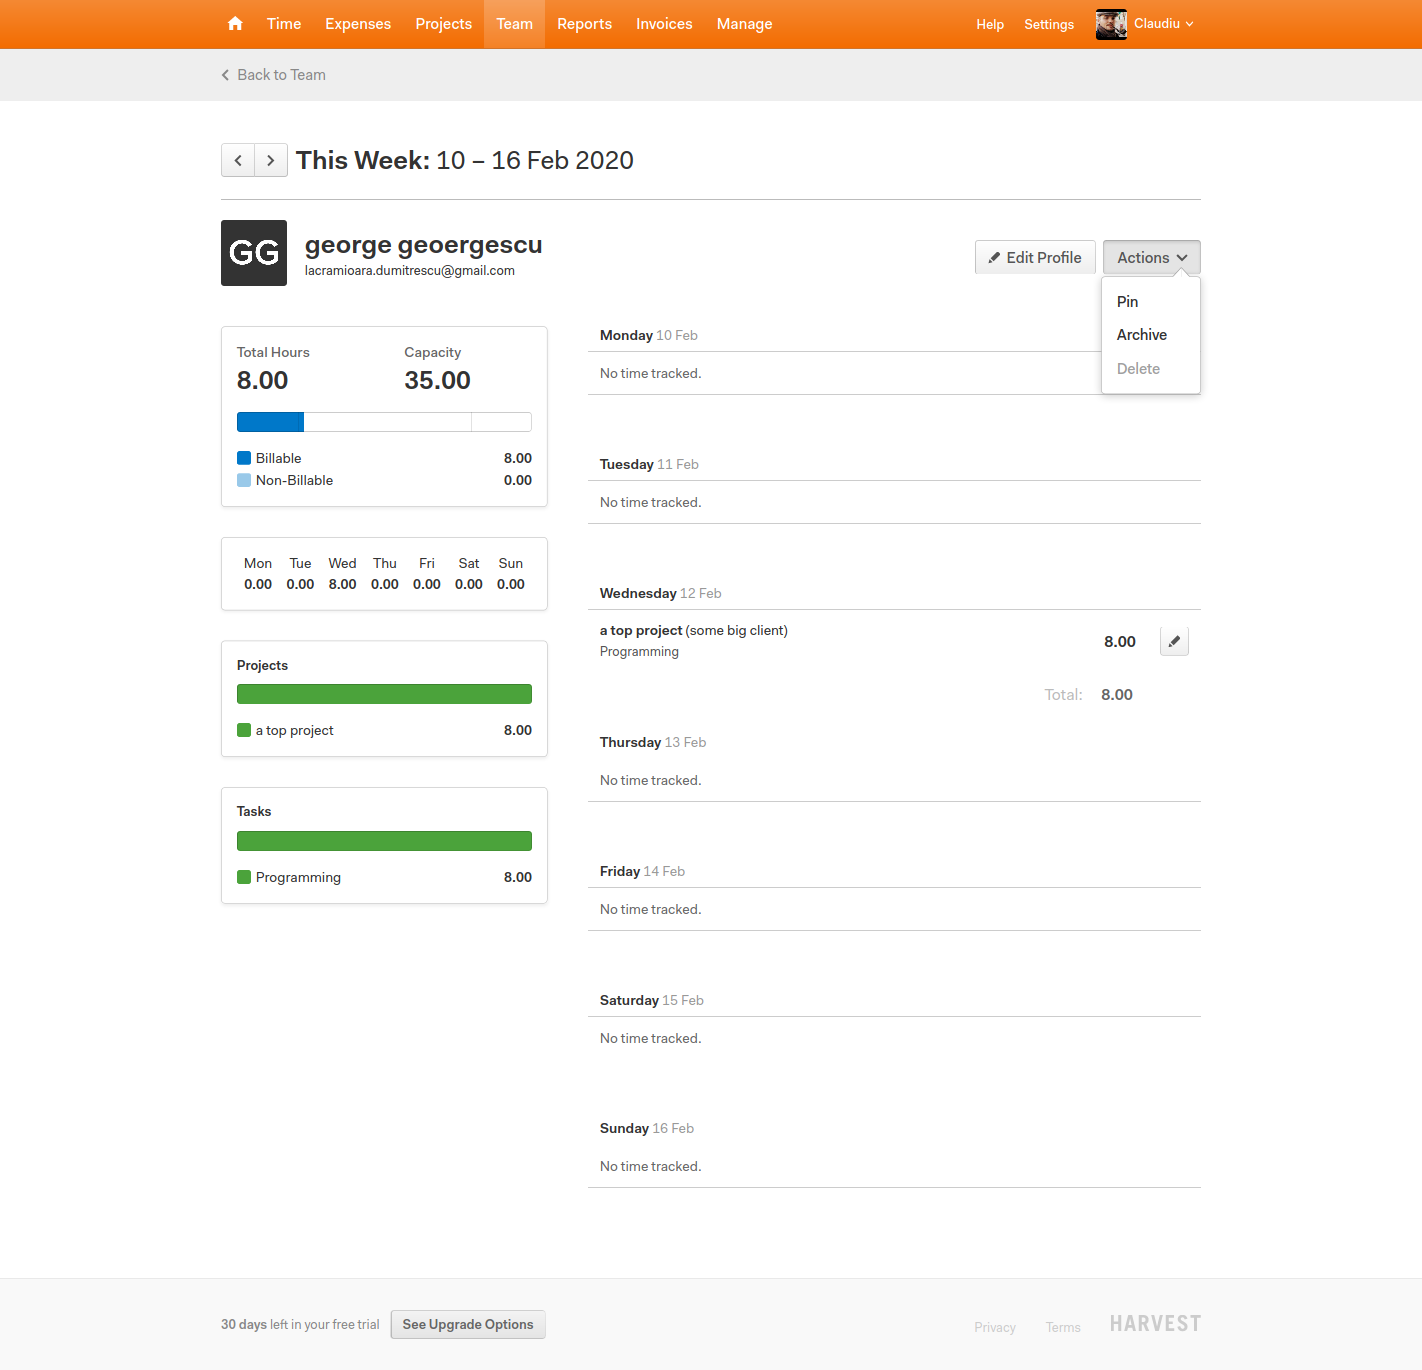 Time Expenses Projects Team Reports Invoices Manage Help Settings Claudiu
Back to Team
This Week: 10 – 16 Feb 2020
GG
george geoergescu
lacramioara.dumitrescu@gmail.com
Edit Profile Actions
Pin
Archive
Delete
Total Hours Capacity
8.00 35.00
Billable 8.00
Non-Billable 0.00
Mon Tue Wed Thu Fri Sat Sun
0.00 0.00 8.00 0.00 0.00 0.00 0.00
Projects
a top project 8.00
Tasks
Programming 8.00
Monday 10 Feb
No time tracked.
Tuesday 11 Feb
No time tracked.
Wednesday 12 Feb
a top project (some big client)
Programming
8.00
Total: 8.00
Thursday 13 Feb
No time tracked.
Friday 14 Feb
No time tracked.
Saturday 15 Feb
No time tracked.
Sunday 16 Feb
No time tracked.
30 days left in your free trial See Upgrade Options Privacy Terms HARVEST